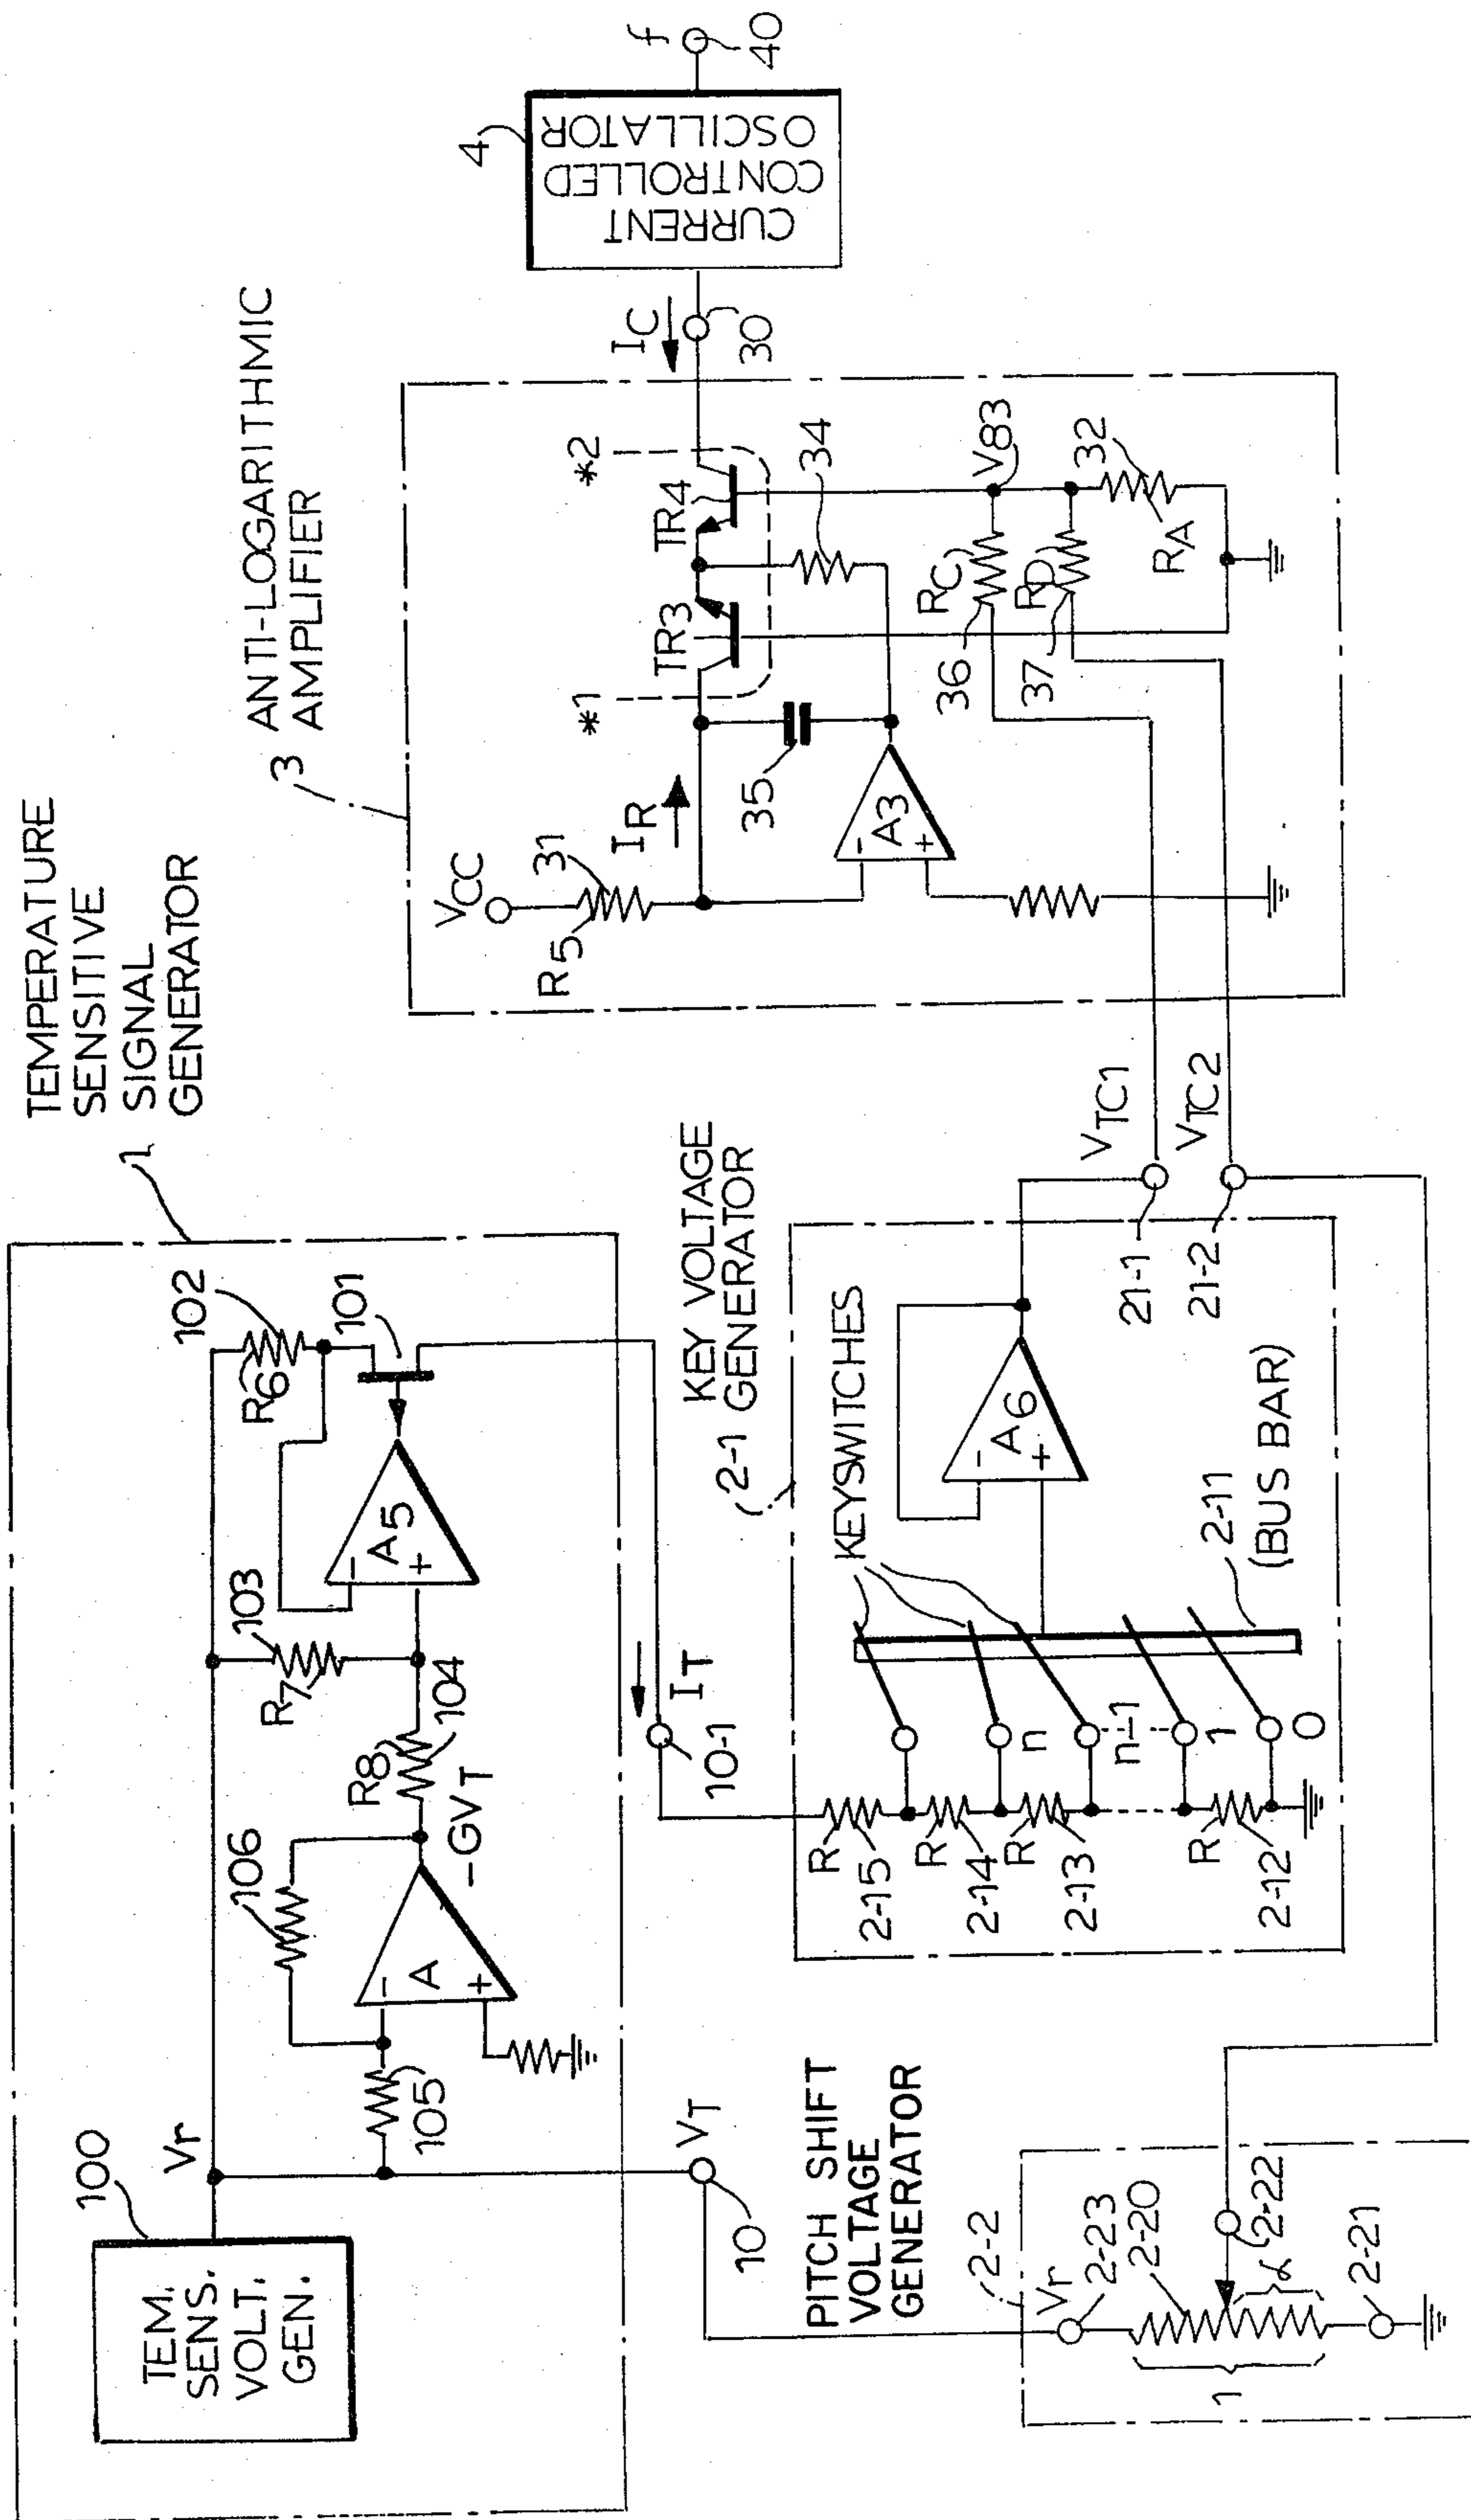 TEMPERATURE
SENSITIVE
SIGNAL
GENERATOR
1
100
TEM.
SENS.
VOLT.
GEN.
Vr
105
106
A
-
+
-GVT
R8
104
R7
103
A5
-
+
R6
102
101
VT
10
IT
10-1
ANTI-LOGARITHMIC
AMPLIFIER
3
VCC
R5
31
IR
35
A3
-
+
*1
*2
TR3
TR4
34
IC
30
VB3
RC
36
RD
37
RA
32
4
CURRENT
CONTROLLED
OSCILLATOR
f
40
KEY VOLTAGE
GENERATOR
2-1
KEYSWITCHES
A6
-
+
2-11
(BUS BAR)
R
2-15
R
2-14
R
2-13
R
2-12
n
n-1
1
0
21-1
21-2
VTC1
VTC2
PITCH SHIFT
VOLTAGE
GENERATOR
2-2
Vr
2-23
2-20
2-22
α
2-21
1